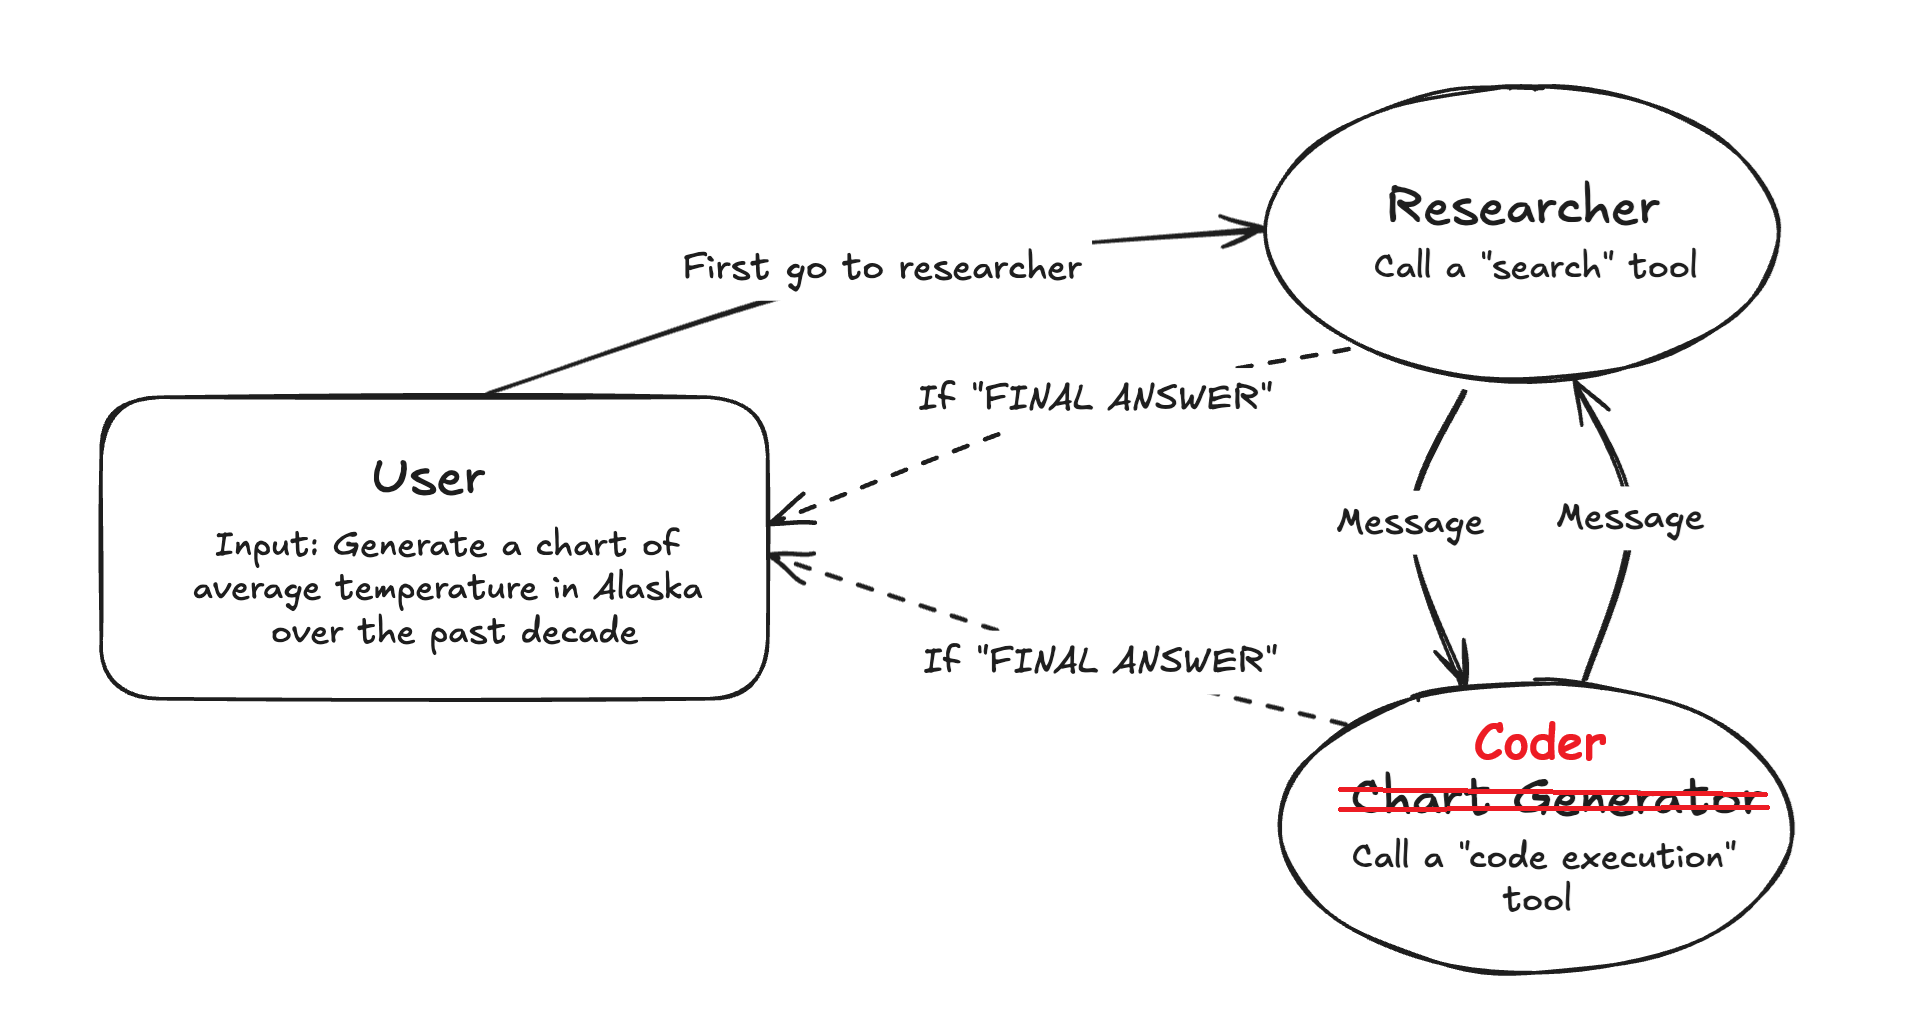 Researcher
Call a "search" tool
First go to researcher
If "FINAL ANSWER"
User
Input: Generate a chart of
average temperature in Alaska
over the past decade
Message
Message
If "FINAL ANSWER"
Coder
Chart Generator
Call a "code execution"
tool